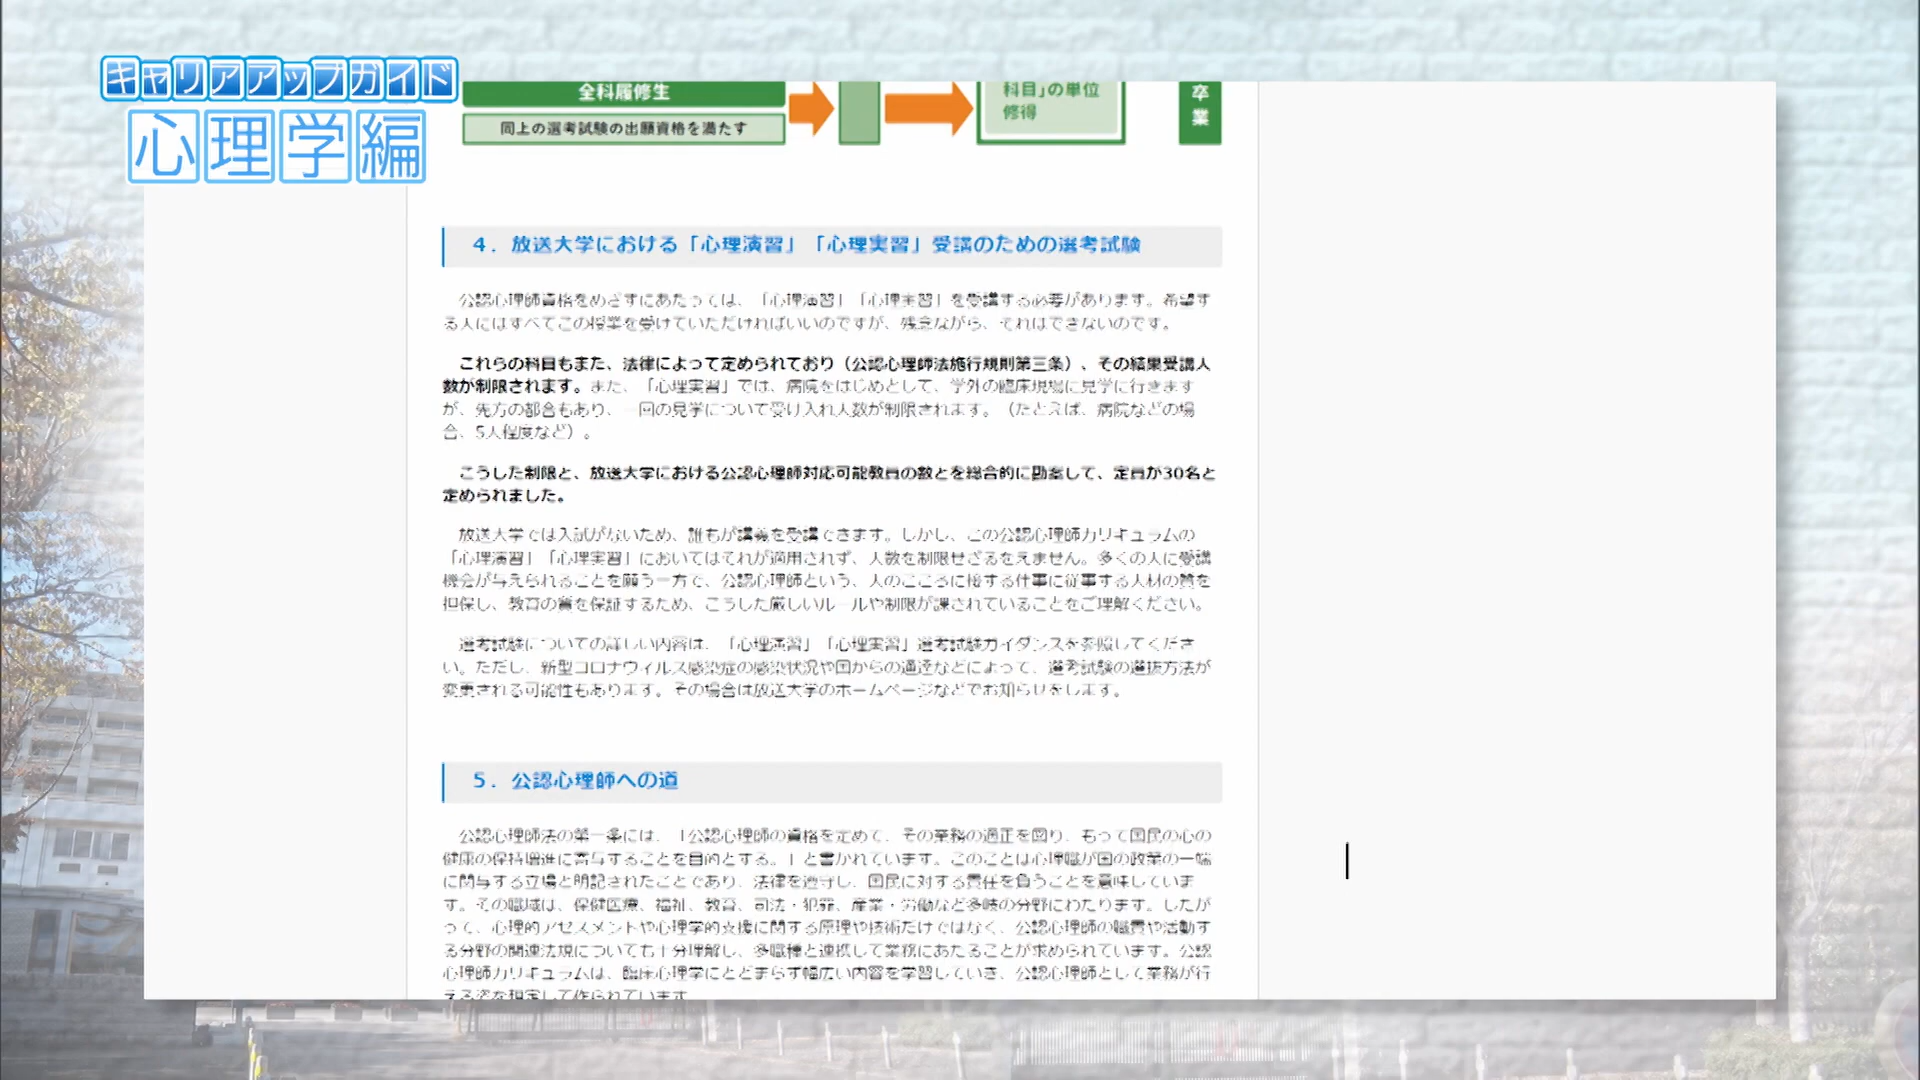 キャリアアップガイド
心理学編
全科履修生
同上の選考試験の出願資格を満たす
科目」の単位
修得
卒
業
4．放送大学における「心理演習」「心理実習」受講のための選考試験
公認心理師資格をめざすにあたっては、「心理演習」「心理実習」を受講する必要があります。希望す
る人にはすべてこの授業を受けていただければいいのですが、残念ながら、それはできないのです。
これらの科目もまた、法律によって定められており（公認心理師法施行規則第三条）、その結果受講人
数が制限されます。また、「心理実習」では、病院をはじめとして、学外の臨床現場に見学に行きます
が、先方の都合もあり、一回の見学について受け入れ人数が制限されます。（たとえば、病院などの場
合、5人程度など）。
こうした制限と、放送大学における公認心理師対応可能教員の数とを総合的に勘案して、定員が30名と
定められました。
放送大学では入試がないため、誰もが講義を受講できます。しかし、この公認心理師カリキュラムの
「心理演習」「心理実習」においてはそれが適用されず、人数を制限せざるをえません。多くの人に受講
機会が与えられることを願う一方で、公認心理師という、人のこころに接する仕事に従事する人材の質を
担保し、教育の質を保証するため、こうした厳しいルールや制限が課されていることをご理解ください。
選考試験についての詳しい内容は、「心理演習」「心理実習」選考試験ガイダンスを参照してくださ
い。ただし、新型コロナウィルス感染症の感染状況や国からの通達などによって、選考試験の選抜方法が
変更される可能性もあります。その場合は放送大学のホームページなどでお知らせをします。
5．公認心理師への道
公認心理師法の第一条には、「公認心理師の資格を定めて、その業務の適正を図り、もって国民の心の
健康の保持増進に寄与することを目的とする。」と書かれています。このことは心理職が国の政策の一端
に関与する立場と明記されたことであり、法律を遵守し、国民に対する責任を負うことを意味していま
す。その職域は、保健医療、福祉、教育、司法・犯罪、産業・労働など多岐の分野にわたります。したが
って、心理的アセスメントや心理学的支援に関する原理や技術だけではなく、公認心理師の職責や活動す
る分野の関連法規についても十分理解し、多職種と連携して業務にあたることが求められています。公認
心理師カリキュラムは、臨床心理学にとどまらず幅広い内容を学習していき、公認心理師として業務が行
える姿を想定して作られています